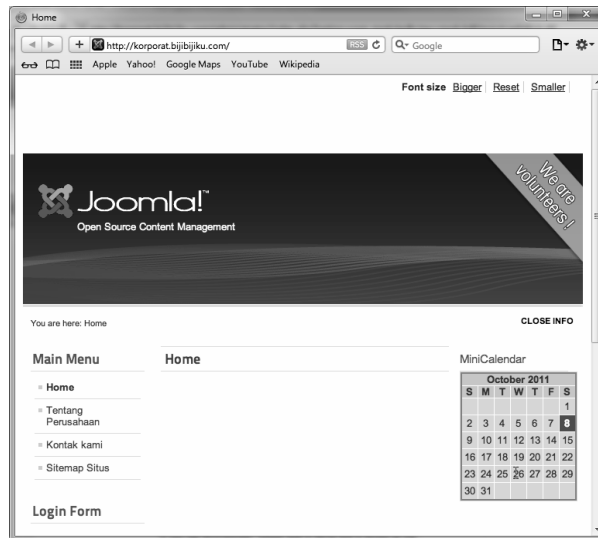 Home
http://korporat.bijibijiku.com/ RSS Google
Apple Yahoo! Google Maps YouTube Wikipedia
Font size Bigger Reset Smaller
We are
volunteers!
Joomla!™
Open Source Content Management
You are here: Home
CLOSE INFO
Main Menu
Home
Tentang
Perusahaan
Kontak kami
Sitemap Situs
Login Form
Home
MiniCalendar
October 2011
S M T W T F S
1
2 3 4 5 6 7 8
9 10 11 12 13 14 15
16 17 18 19 20 21 22
23 24 25 26 27 28 29
30 31